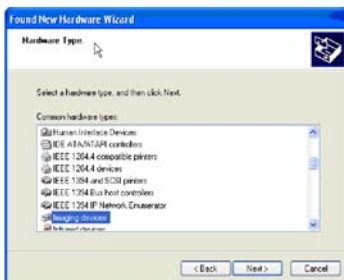 Found New Hardware Wizard
Hardware Type.
Select a hardware type, and then click Next.
Common hardware types:
Human Interface Devices
IDE ATA/ATAPI controllers
IEEE 1284.4 compatible printers
IEEE 1284.4 devices
IEEE 1394 and SCSI printers
IEEE 1394 Bus host controllers
IEEE 1394 IP Network Enumerator
Imaging devices
Infrared devices
< Back
Next >
Cancel